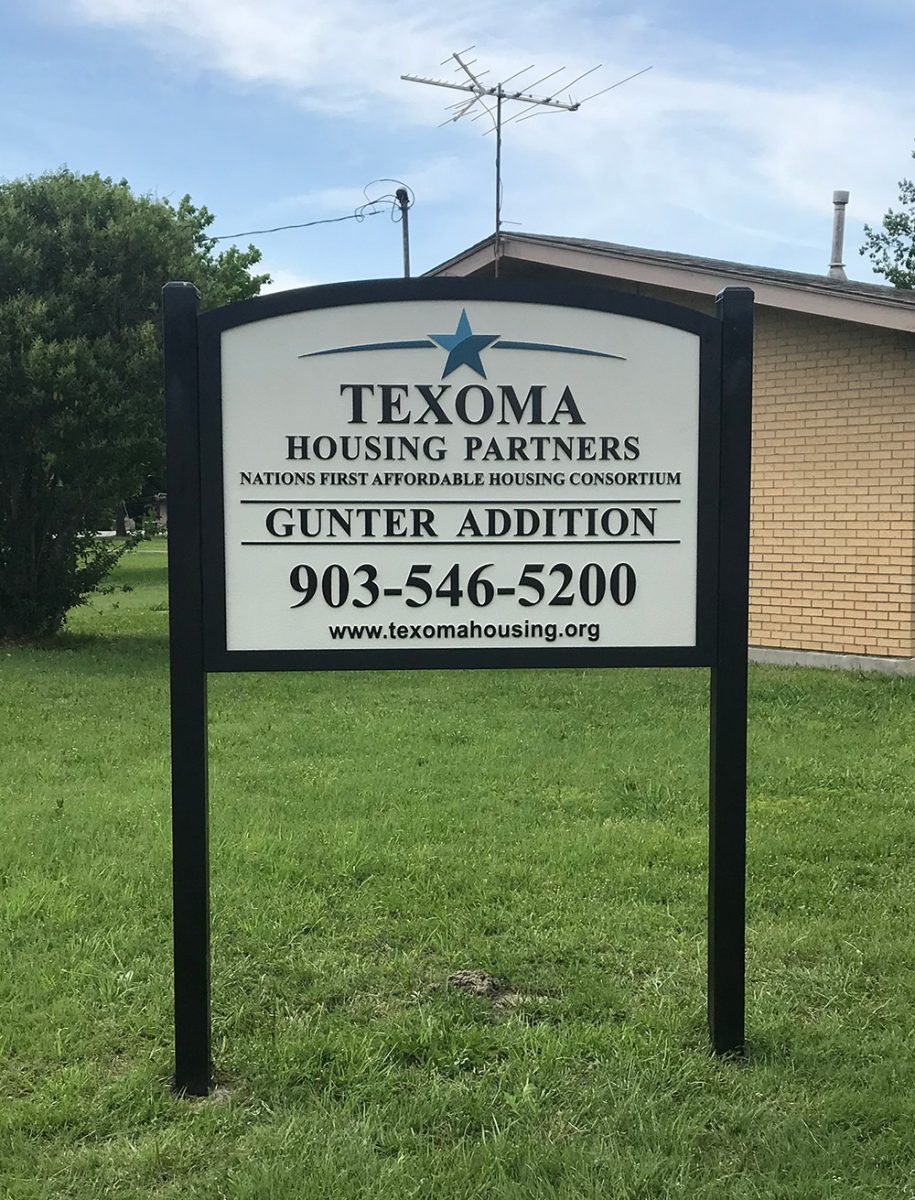 TEXOMA
HOUSING PARTNERS
NATIONS FIRST AFFORDABLE HOUSING CONSORTIUM
GUNTER ADDITION
903-546-5200
www.texomahousing.org